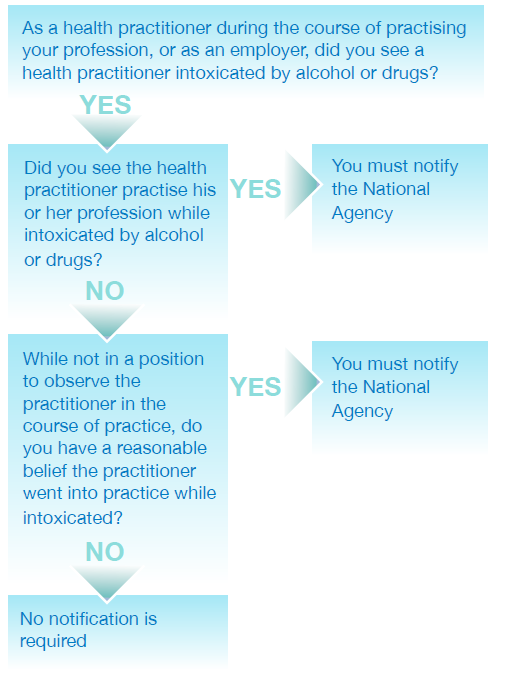 As a health practitioner during the course of practising
your profession, or as an employer, did you see a
health practitioner intoxicated by alcohol or drugs?
YES
Did you see the health
practitioner practise his
or her profession while
intoxicated by alcohol
or drugs?
YES
You must notify
the National
Agency
NO
While not in a position
to observe the
practitioner in the
course of practice, do
you have a reasonable
belief the practitioner
went into practice while
intoxicated?
YES
You must notify
the National
Agency
NO
No notification is
required